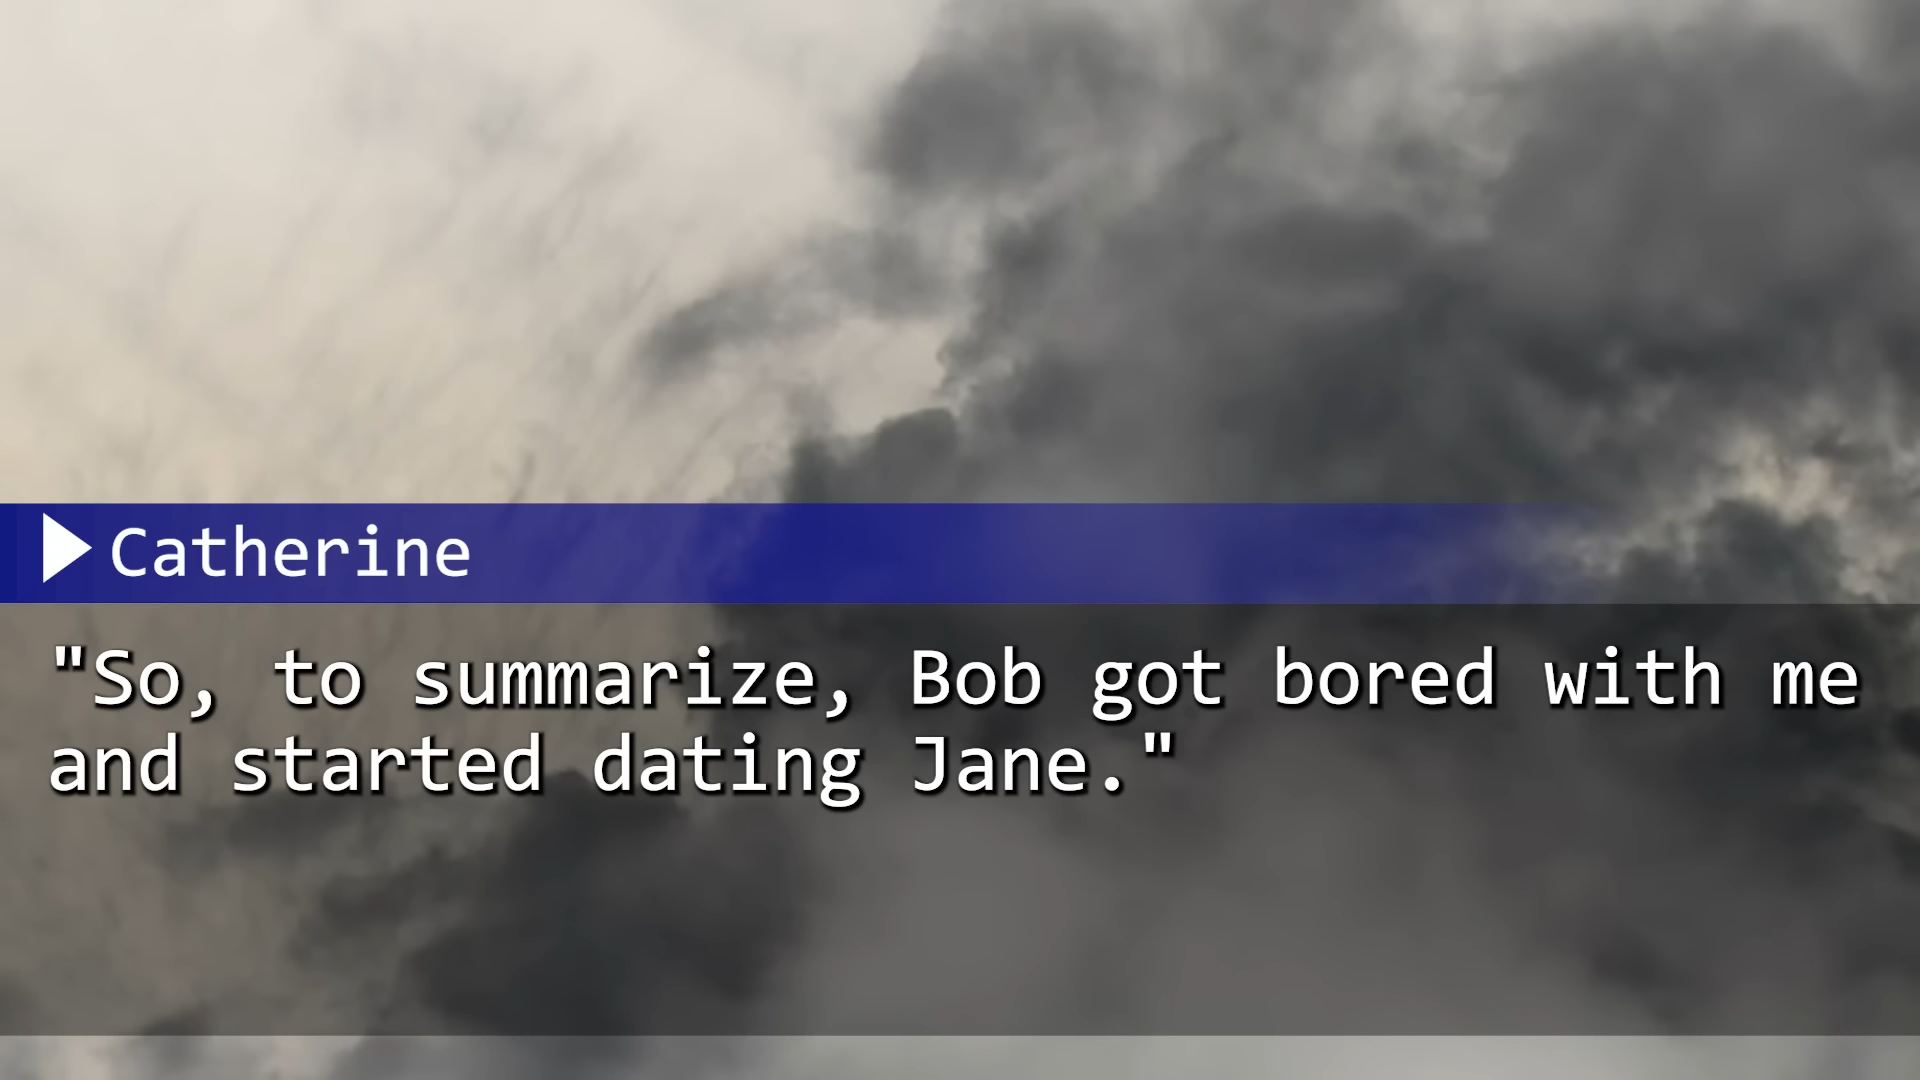 Catherine
"So, to summarize, Bob got bored with me
and started dating Jane."